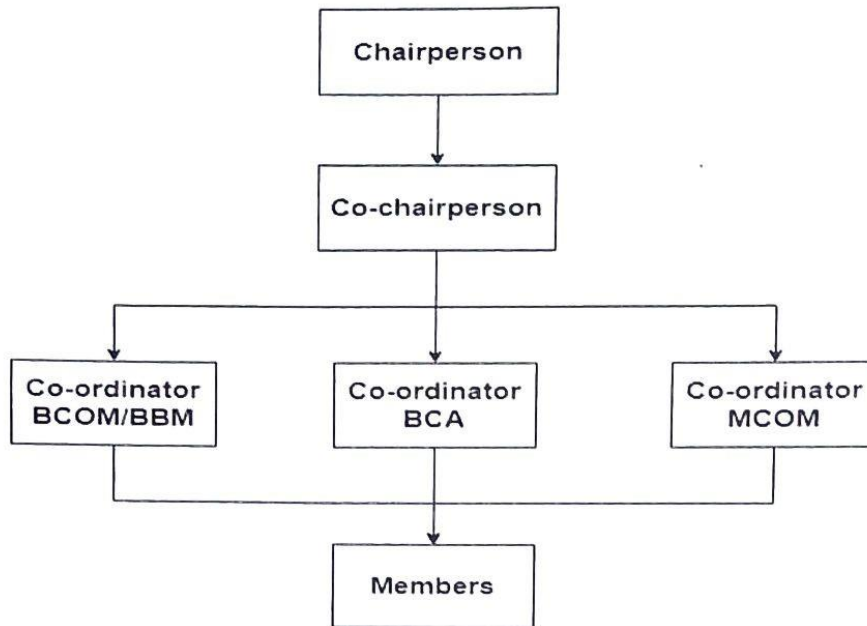 Chairperson
Co-chairperson
Co-ordinator
BCOM/BBM
Co-ordinator
BCA
Co-ordinator
MCOM
Members